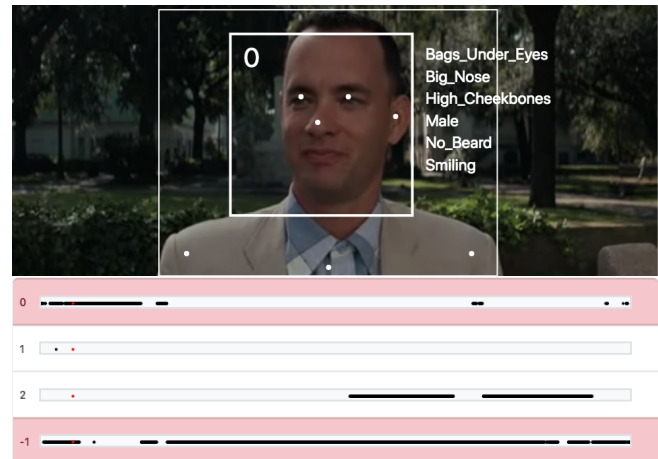 0
Bags_Under_Eyes
Big_Nose
High_Cheekbones
Male
No_Beard
Smiling
0
1
2
-1